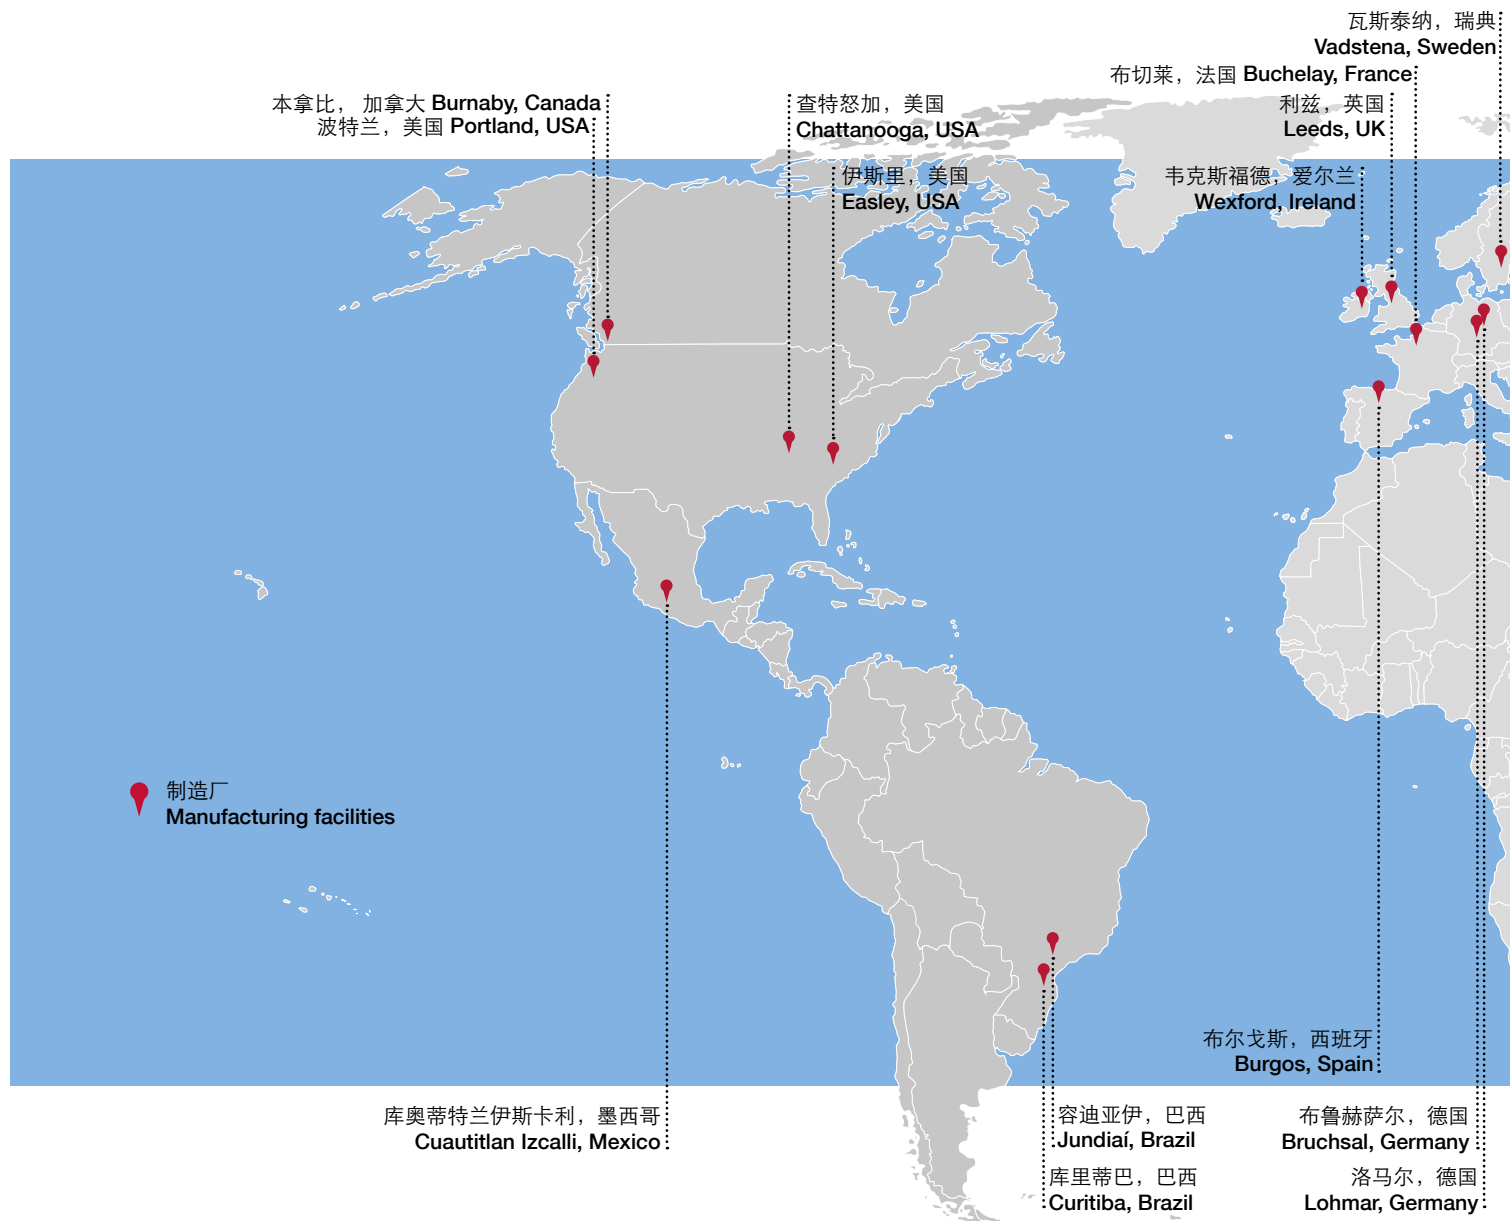 瓦斯泰纳，瑞典
Vadstena, Sweden
布切莱，法国 Buchelay, France
利兹，英国
Leeds, UK
本拿比， 加拿大 Burnaby, Canada
波特兰，美国 Portland, USA
查特怒加，美国
Chattanooga, USA
伊斯里，美国
Easley, USA
韦克斯福德，爱尔兰
Wexford, Ireland
制造厂
Manufacturing facilities
布尔戈斯，西班牙
Burgos, Spain
库奥蒂特兰伊斯卡利，墨西哥
Cuautitlan Izcalli, Mexico
容迪亚伊，巴西
Jundiaí, Brazil
库里蒂巴，巴西
Curitiba, Brazil
布鲁赫萨尔，德国
Bruchsal, Germany
洛马尔，德国
Lohmar, Germany